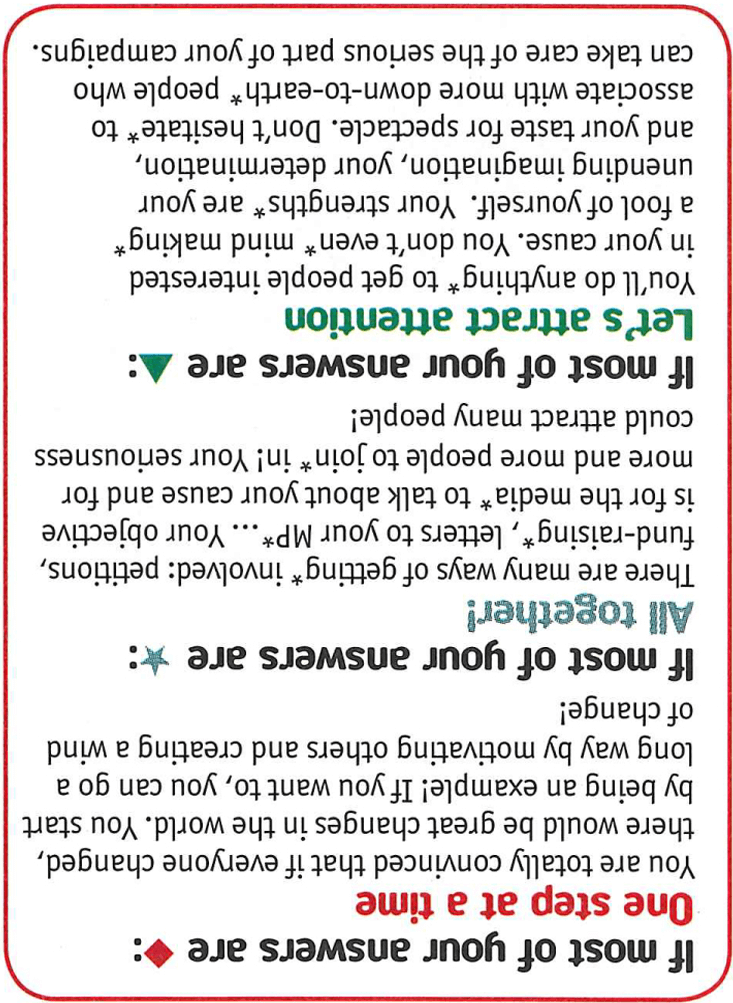 If most of your answers are ◆:
One step at a time
You are totally convinced that if everyone changed,
there would be great changes in the world. You start
by being an example! If you want to, you can go a
long way by motivating others and creating a wind
of change!
If most of your answers are ★:
All together!
There are many ways of getting* involved: petitions,
fund-raising*, letters to your MP*... Your objective
is for the media* to talk about your cause and for
more and more people to join* in! Your seriousness
could attract many people!
If most of your answers are ▲:
Let's attract attention
You'll do anything* to get people interested
in your cause. You don't even* mind making*
a fool of yourself. Your strengths* are your
unending imagination, your determination,
and your taste for spectacle. Don't hesitate* to
associate with more down-to-earth* people who
can take care of the serious part of your campaigns.